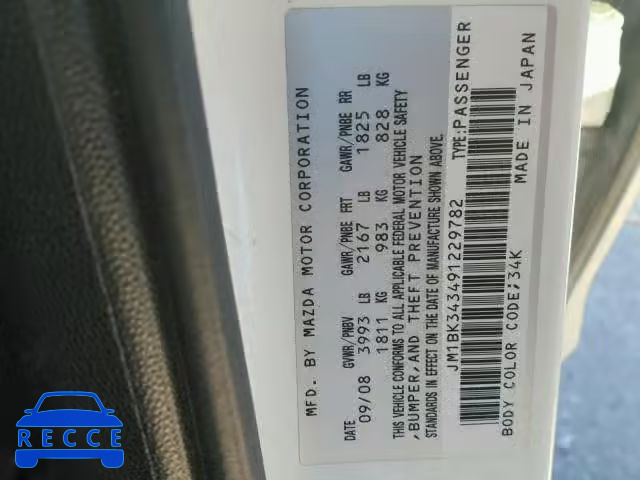 MFD. BY MAZDA MOTOR CORPORATION
DATE GVWR/PNBV GAWR/PNBE FRT GAWR/PNBE RR
09/08 3993 LB 2167 LB 1825 LB
1811 KG 983 KG 828 KG
THIS VEHICLE CONFORMS TO ALL APPLICABLE FEDERAL MOTOR VEHICLE SAFETY
,BUMPER,AND THEFT PREVENTION
STANDARDS IN EFFECT ON THE DATE OF MANUFACTURE SHOWN ABOVE.
JM1BK343491229782 TYPE:PASSENGER
BODY COLOR CODE;34K MADE IN JAPAN
RECCE